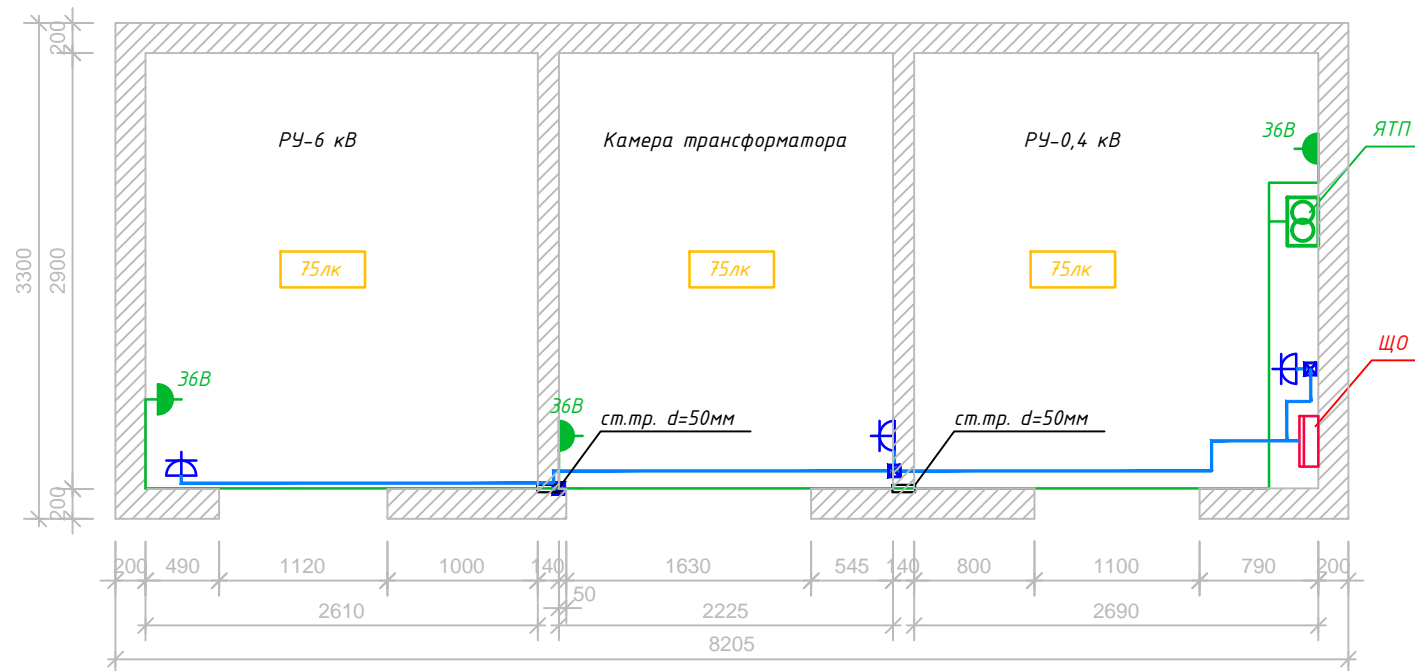 200
3300
2900
200
РУ-6 кВ
Камера трансформатора
РУ-0,4 кВ
36В
ЯТП
75лк
75лк
75лк
ЩО
36В
36В
ст.тр. d=50мм
ст.тр. d=50мм
200 490 1120 1000 140 1630 545 140 800 1100 790 200
50
2610 2225 2690
8205